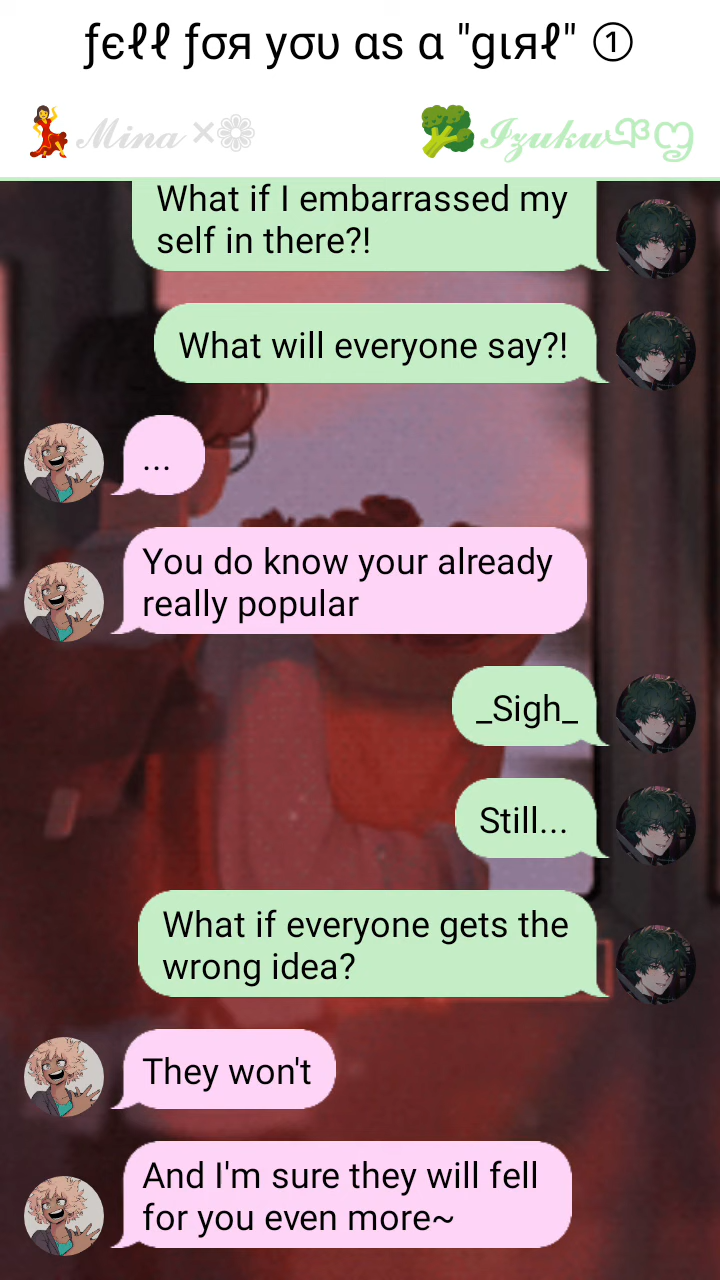 ƒєℓℓ ƒσя уσυ αѕ α "gιяℓ" ①
💃𝓜𝓲𝓷𝓪 ×❁
🥦𝓘𝔃𝓾𝓴𝓾
What if I embarrassed my
self in there?!
What will everyone say?!
...
You do know your already
really popular
_Sigh_
Still...
What if everyone gets the
wrong idea?
They won't
And I'm sure they will fell
for you even more~